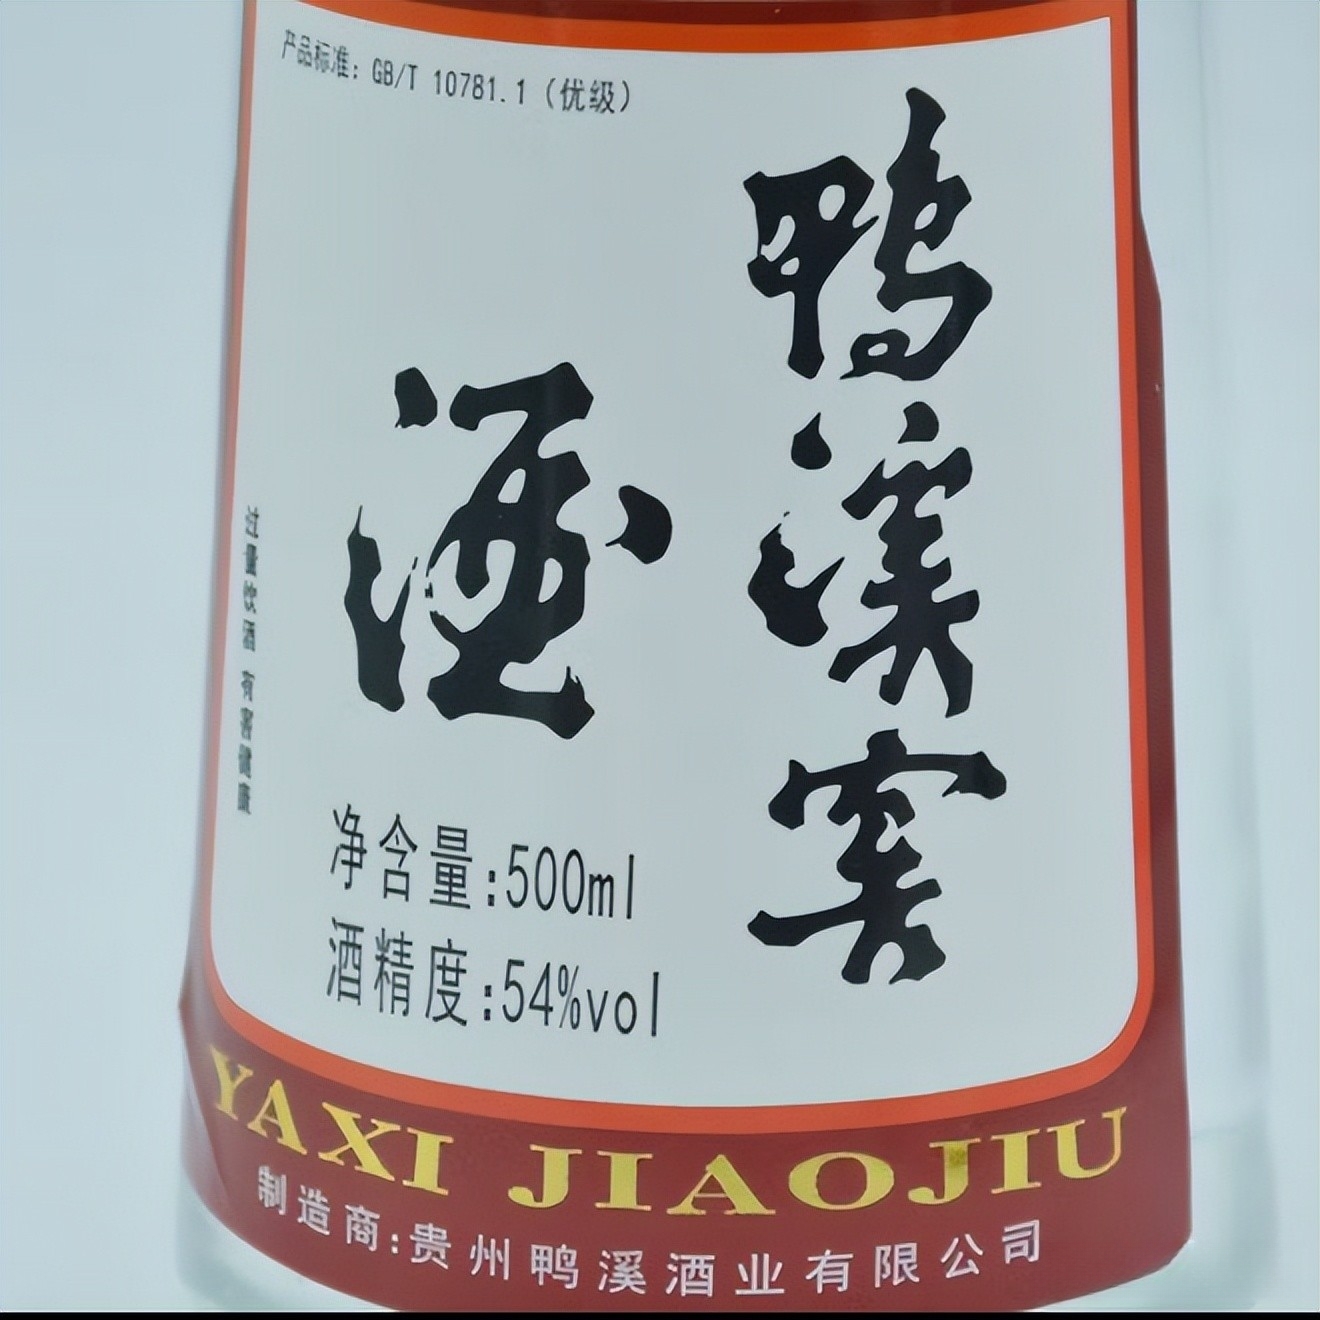 产品标准：GB/T 10781.1（优级）
鸭溪窖
酒
过量饮酒 有害健康
净含量:500ml
酒精度:54%vol
YAXI JIAOJIU
制造商:贵州鸭溪酒业有限公司